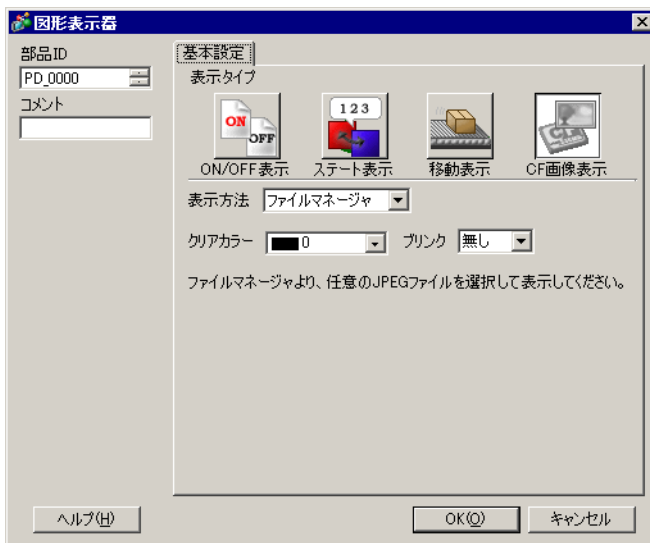 図形表示器
部品ID
PD_0000
コメント
基本設定
表示タイプ
ON
OFF
1 2 3
ON/OFF表示 ステート表示 移動表示 CF画像表示
表示方法 ファイルマネージャ
クリアカラー 0 ブリンク 無し
ファイルマネージャより、任意のJPEGファイルを選択して表示してください。
ヘルプ(H) OK(O) キャンセル